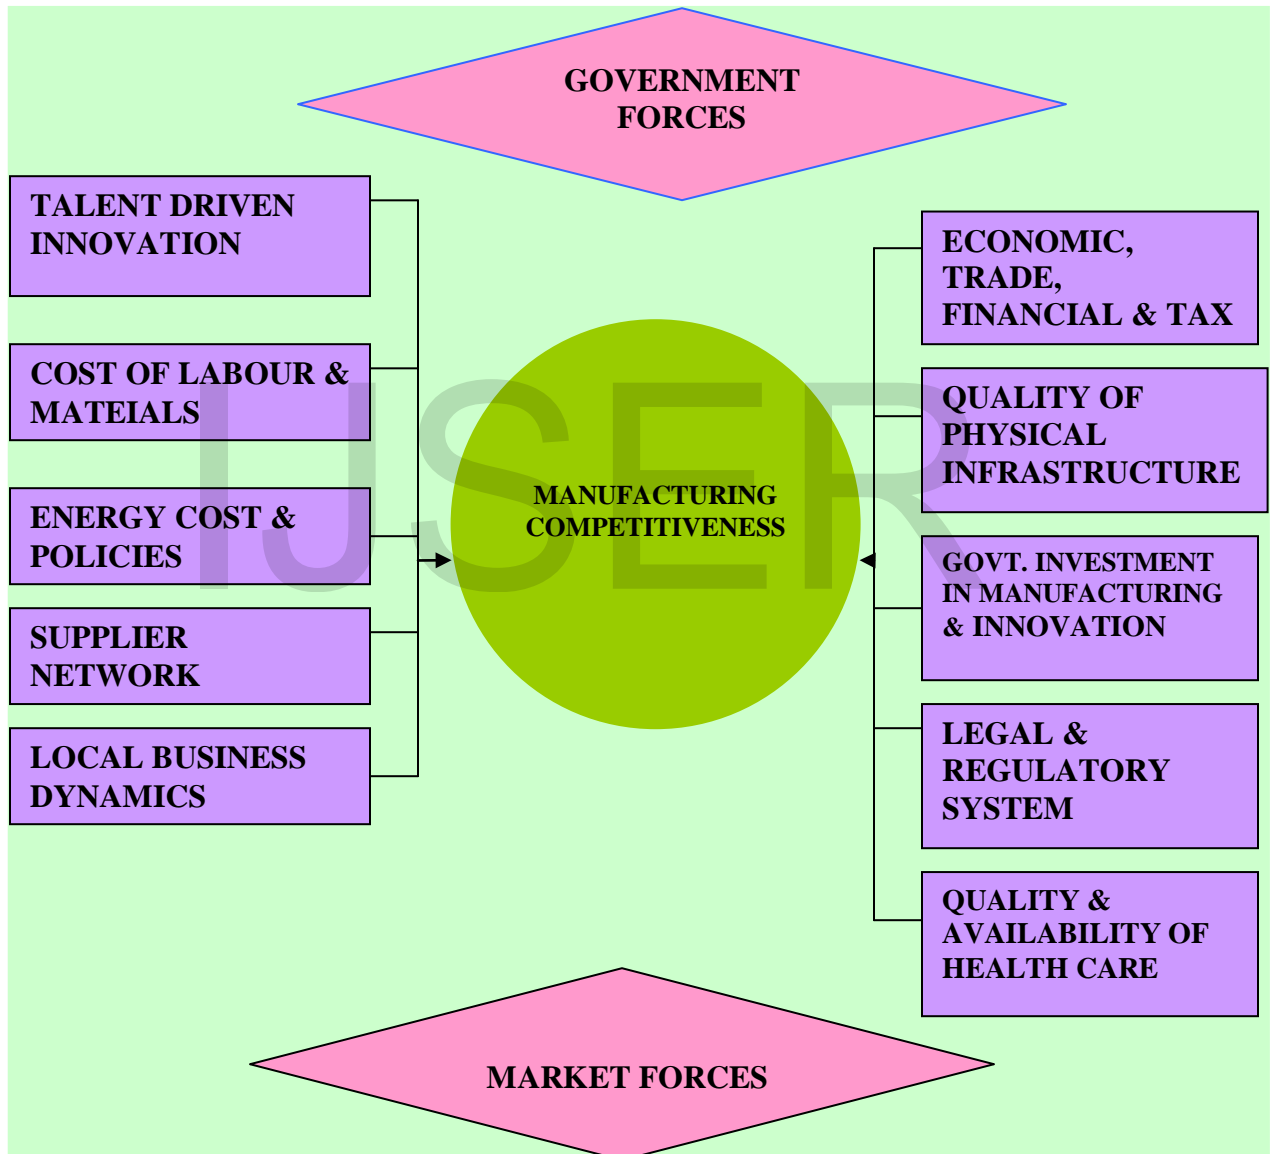 GOVERNMENT
FORCES
TALENT DRIVEN
INNOVATION
COST OF LABOUR &
MATEIALS
ENERGY COST &
POLICIES
SUPPLIER
NETWORK
LOCAL BUSINESS
DYNAMICS
MANUFACTURING
COMPETITIVENESS
ECONOMIC,
TRADE,
FINANCIAL & TAX
QUALITY OF
PHYSICAL
INFRASTRUCTURE
GOVT. INVESTMENT
IN MANUFACTURING
& INNOVATION
LEGAL &
REGULATORY
SYSTEM
QUALITY &
AVAILABILITY OF
HEALTH CARE
MARKET FORCES
IJSER